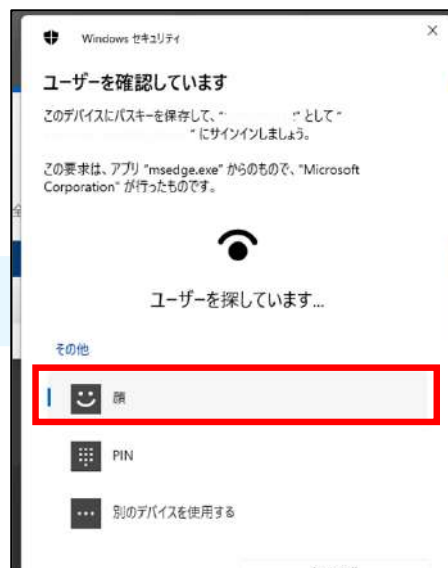 Windows セキュリティ
ユーザーを確認しています
このデバイスにパスキーを保存して、"          :" として "
" にサインインしましょう。
この要求は、アプリ "msedge.exe" からのもので、"Microsoft
Corporation" が行ったものです。
ユーザーを探しています...
その他
顔
PIN
別のデバイスを使用する